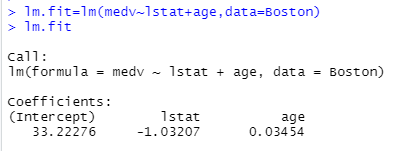 > lm.fit=lm(medv~lstat+age,data=Boston)
> lm.fit
Call:
lm(formula = medv ~ lstat + age, data = Boston)
Coefficients:
(Intercept)        lstat          age
   33.22276     -1.03207      0.03454